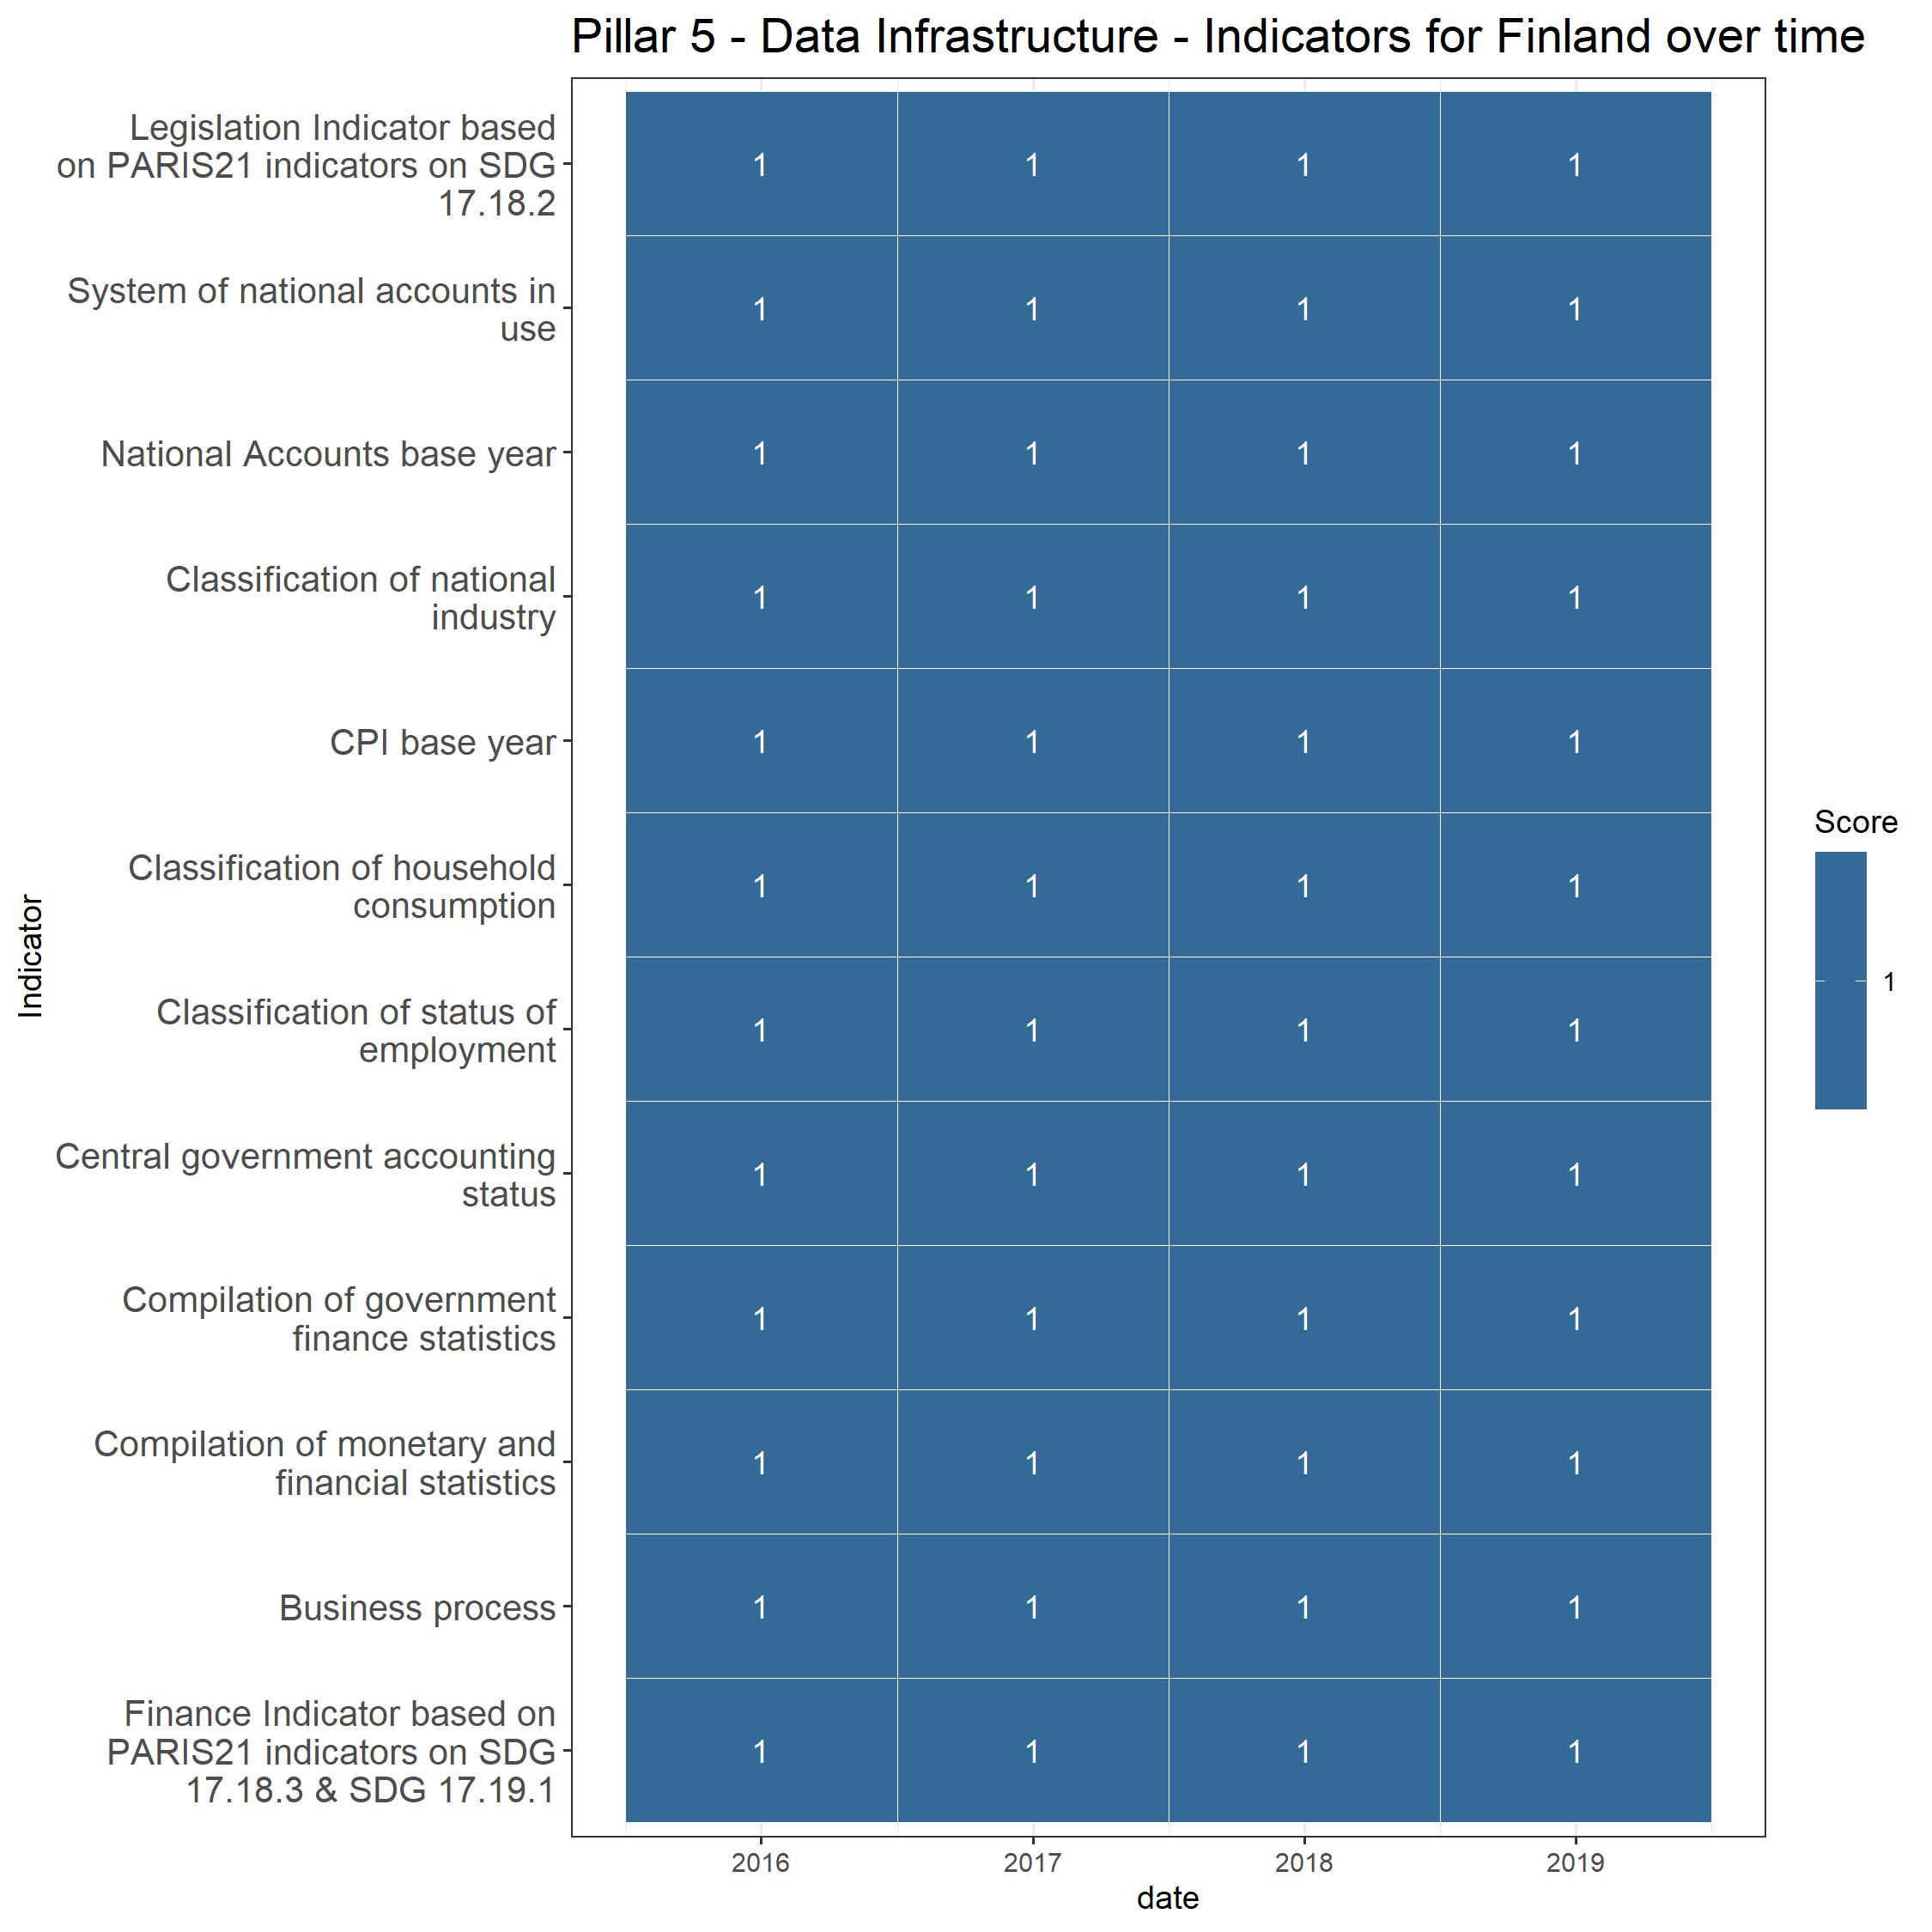 Pillar 5 - Data Infrastructure - Indicators for Finland over time
Indicator
Legislation Indicator based
on PARIS21 indicators on SDG
17.18.2
1 1 1 1
System of national accounts in
use
1 1 1 1
National Accounts base year
1 1 1 1
Classification of national
industry
1 1 1 1
CPI base year
1 1 1 1
Classification of household
consumption
1 1 1 1
Classification of status of
employment
1 1 1 1
Central government accounting
status
1 1 1 1
Compilation of government
finance statistics
1 1 1 1
Compilation of monetary and
financial statistics
1 1 1 1
Business process
1 1 1 1
Finance Indicator based on
PARIS21 indicators on SDG
17.18.3 & SDG 17.19.1
1 1 1 1
2016 2017 2018 2019
date
Score
1